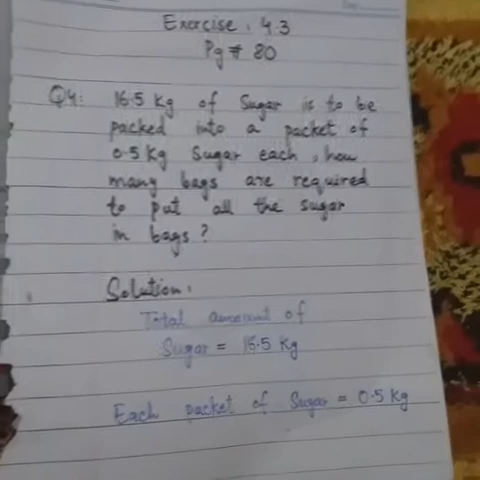 Exercise. 4.3
Pg # 80
Q4: 16.5 Kg of Sugar is to be
packed into a packet of
0.5 Kg Sugar each, how
many bags are required
to put all the sugar
in bags?
Solution.
Total amount of
Sugar = 16.5 Kg
Each packet of Sugar = 0.5 Kg